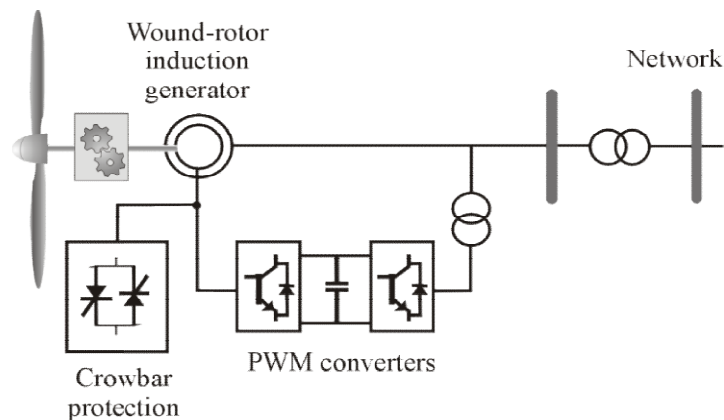 Wound-rotor
induction
generator
Network
PWM converters
Crowbar
protection